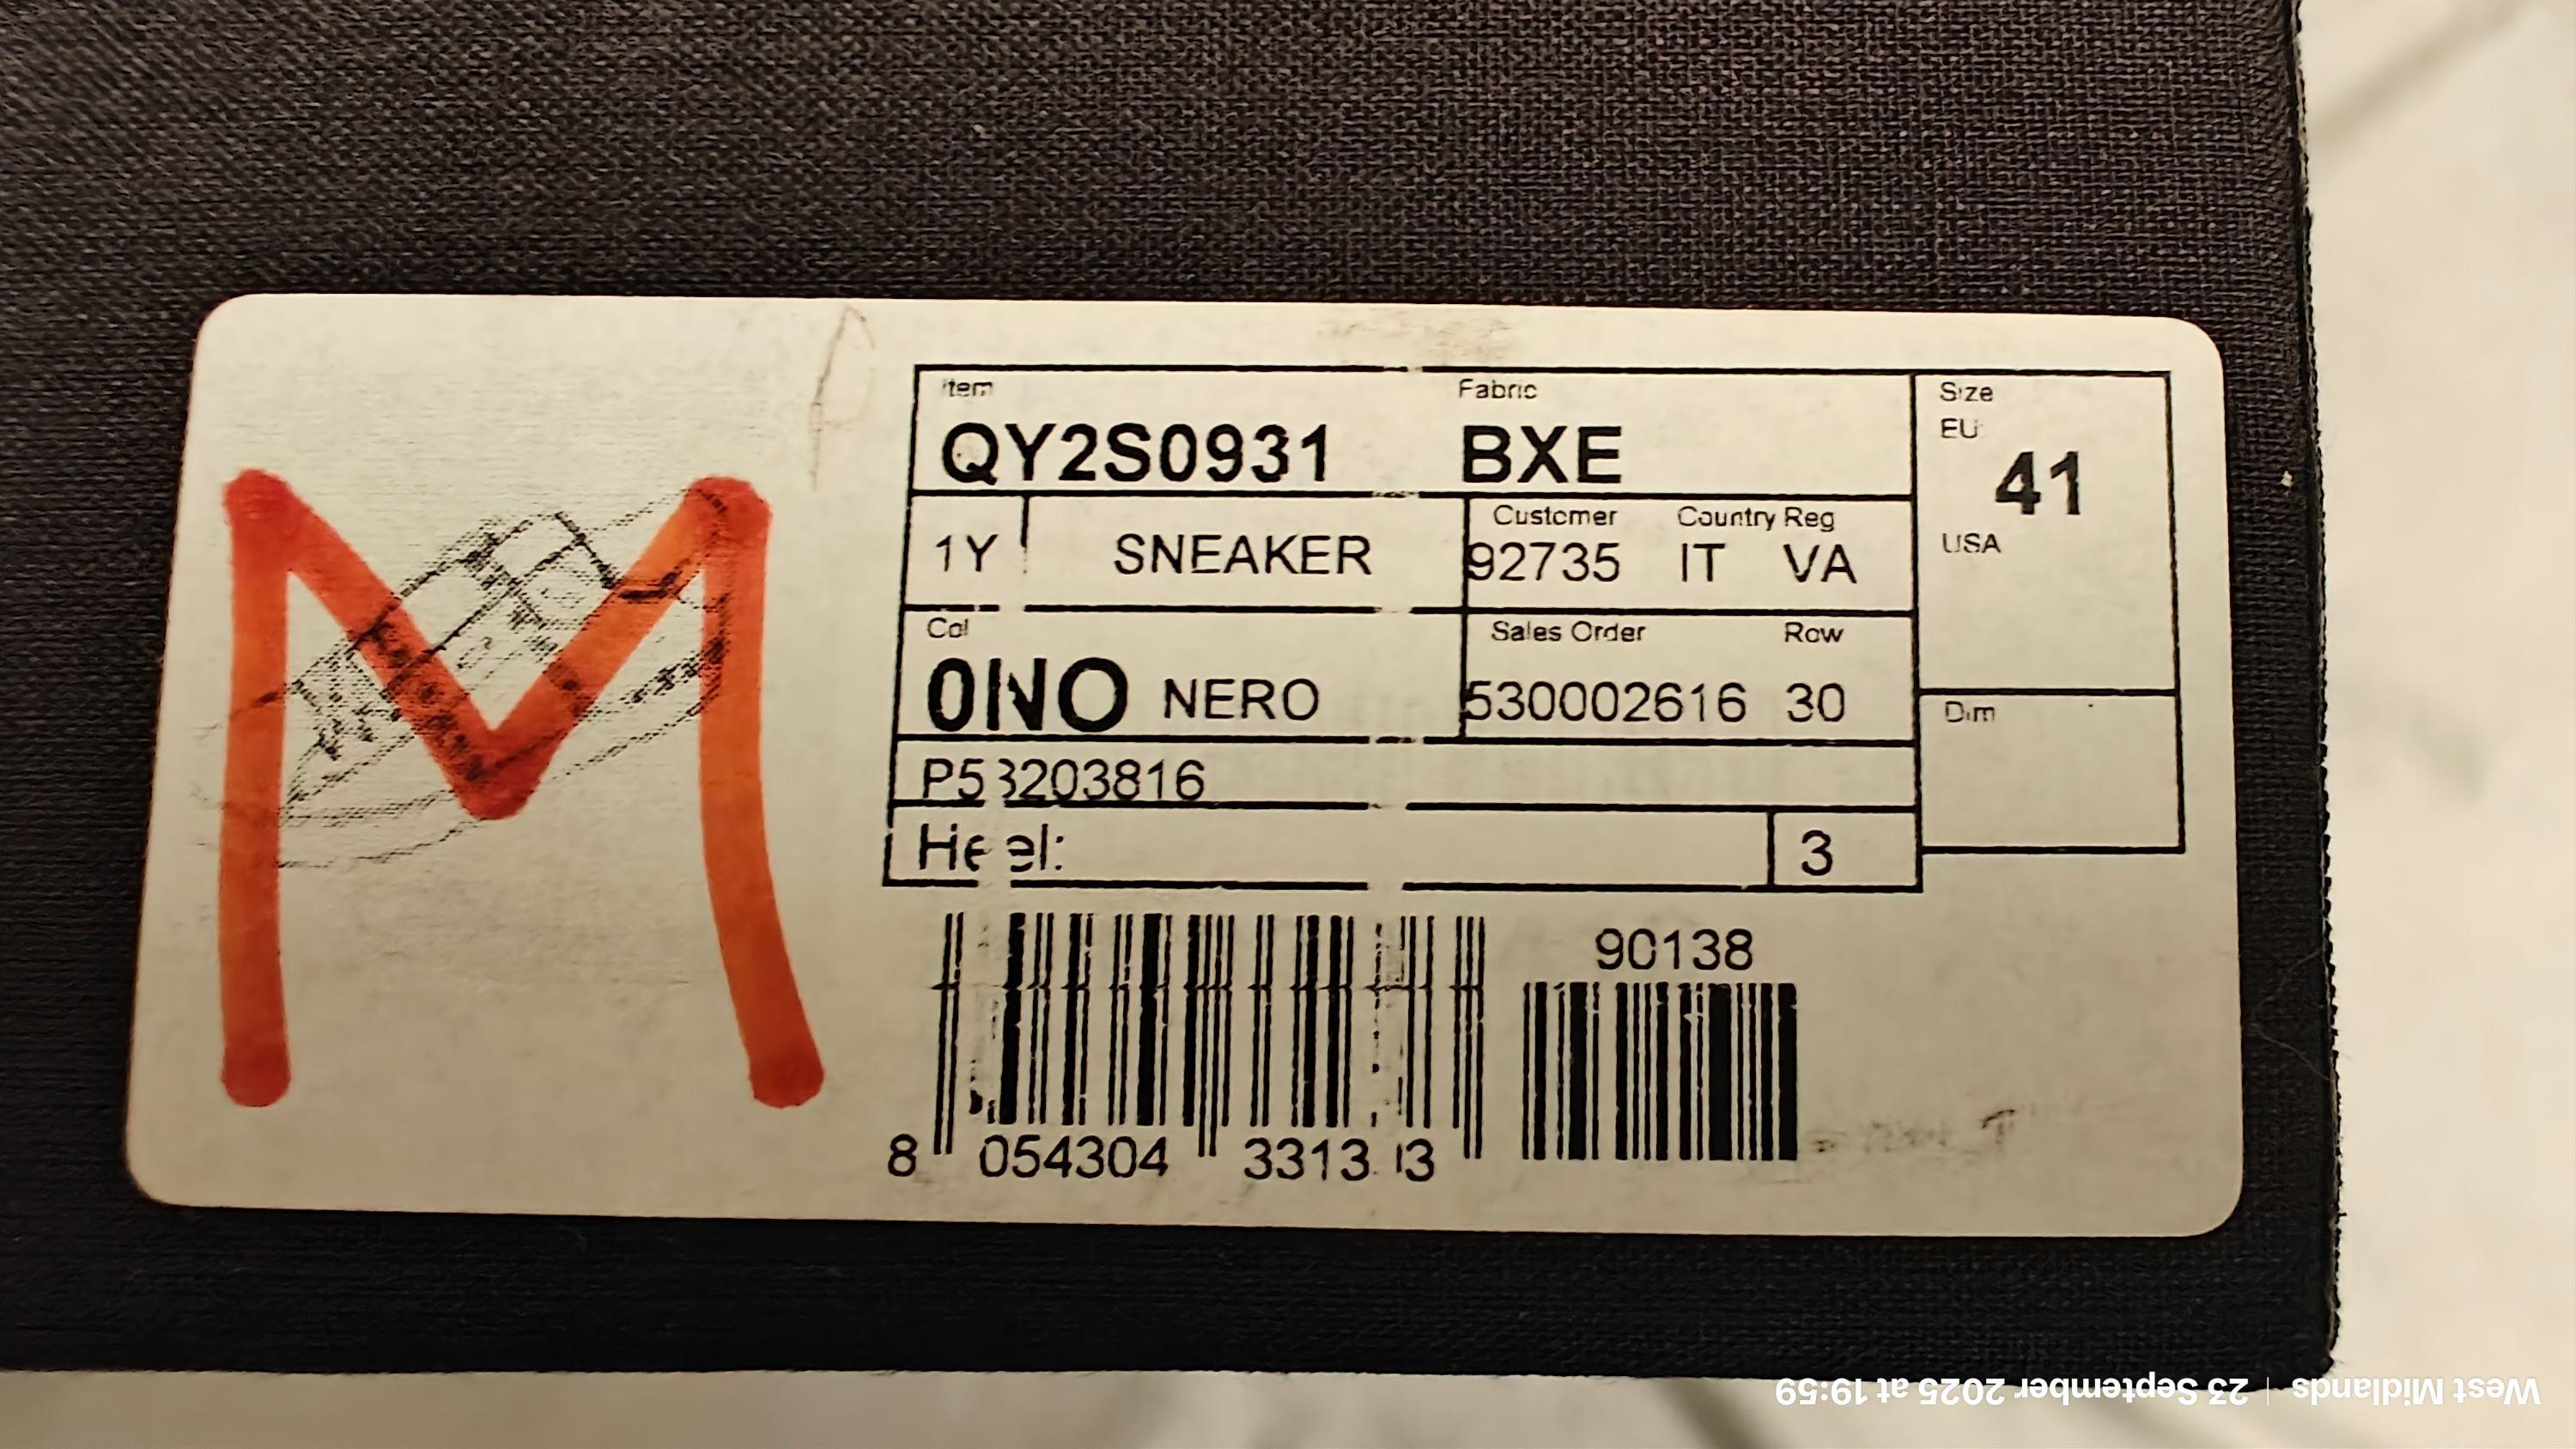 M
Item Fabric Size
QY2S0931 BXE EU 41
1Y SNEAKER Customer Country Reg USA
92735 IT VA
Col Sales Order Row
0NO NERO 530002616 30 Dim
P53203816
Heel: 3
90138
8 054304 3313
West Midlands | 23 September 2025 at 19:59